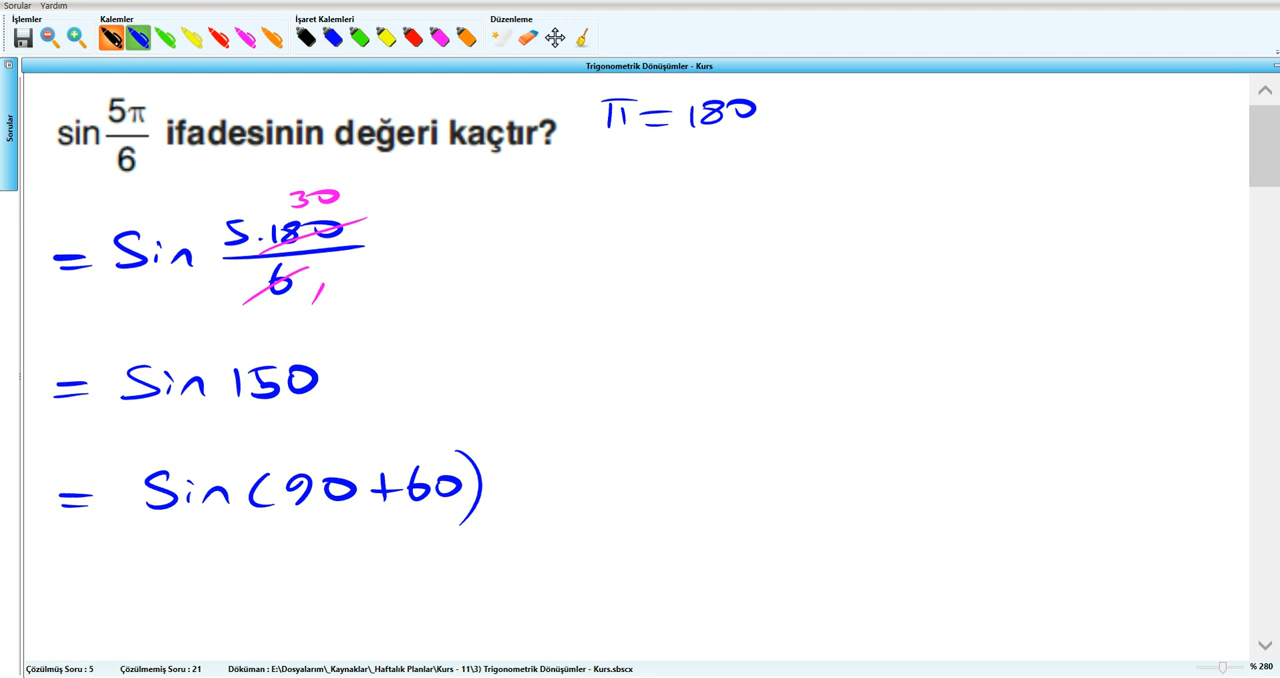 Sorular Yardım
İşlemler Kalemler İşaret Kalemleri Düzenleme
Trigonometrik Dönüşümler - Kurs
Sorular
sin 5π/6 ifadesinin değeri kaçtır? π = 180
30
= Sin 5.180/6 1
= Sin 150
= Sin(90+60)
Çözülmüş Soru : 5 Çözülmemiş Soru : 21 Döküman : E:\Dosyalarım\_Kaynaklar\_Haftalık Planlar\Kurs - 11\3) Trigonometrik Dönüşümler - Kurs.sbscx % 280